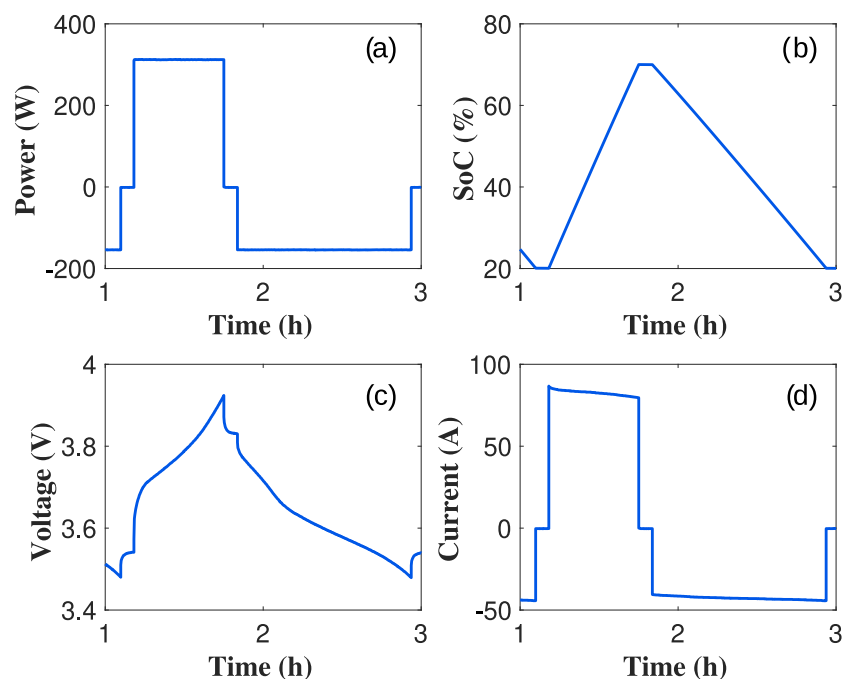 400
200
0
-200
Power (W)
(a)
1
2
3
Time (h)
80
60
40
20
SoC (%)
(b)
1
2
3
Time (h)
4
3.8
3.6
3.4
Voltage (V)
(c)
1
2
3
Time (h)
100
50
0
-50
Current (A)
(d)
1
2
3
Time (h)